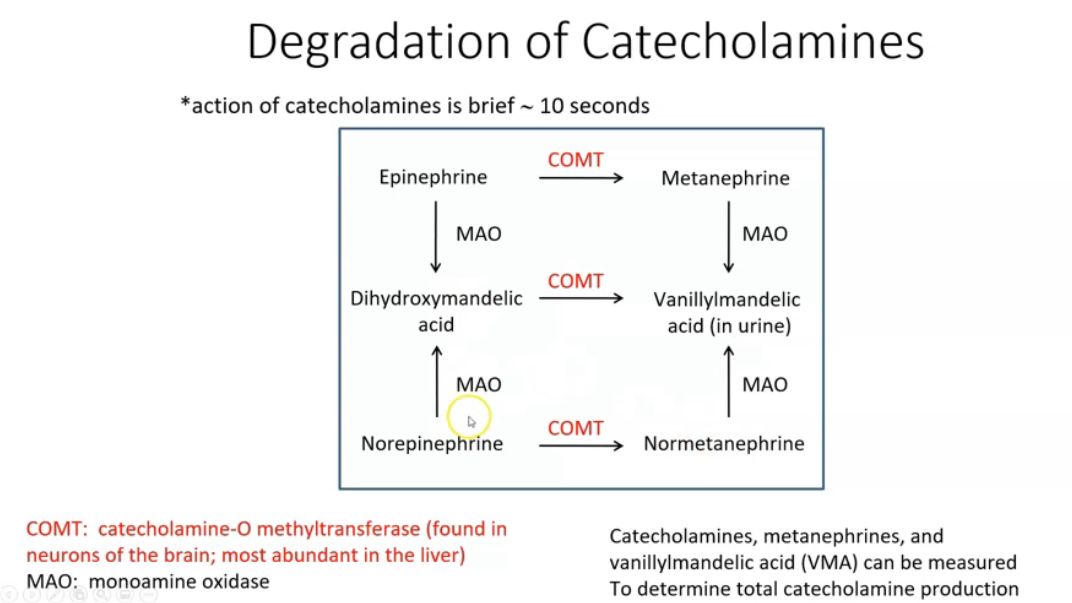 Degradation of Catecholamines
*action of catecholamines is brief ~ 10 seconds
COMT
Epinephrine
Metanephrine
MAO
MAO
COMT
Dihydroxymandelic
acid
Vanillylmandelic
acid (in urine)
MAO
MAO
COMT
Norepinephrine
Normetanephrine
COMT: catecholamine-O methyltransferase (found in
neurons of the brain; most abundant in the liver)
MAO: monoamine oxidase
Catecholamines, metanephrines, and
vanillylmandelic acid (VMA) can be measured
To determine total catecholamine production